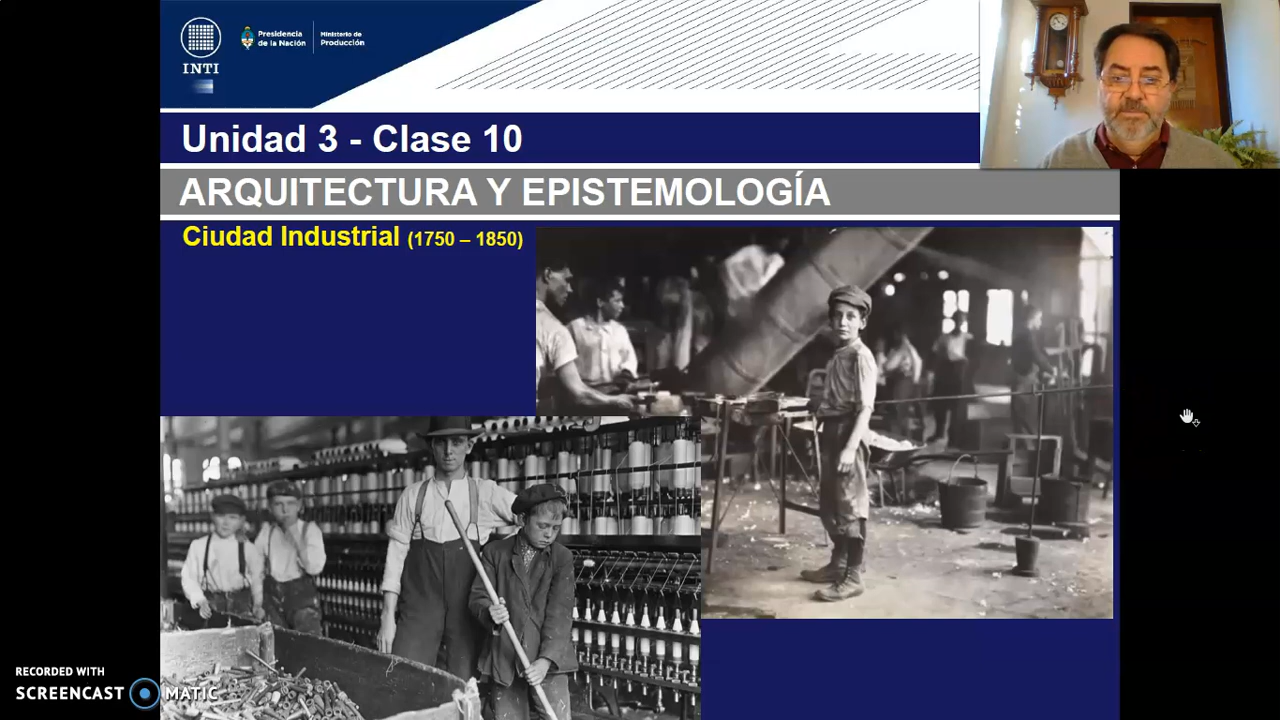 INTI
Presidencia
de la Nación
Ministerio de
Producción
Unidad 3 - Clase 10
ARQUITECTURA Y EPISTEMOLOGÍA
Ciudad Industrial (1750 – 1850)
RECORDED WITH
SCREENCAST MATIC